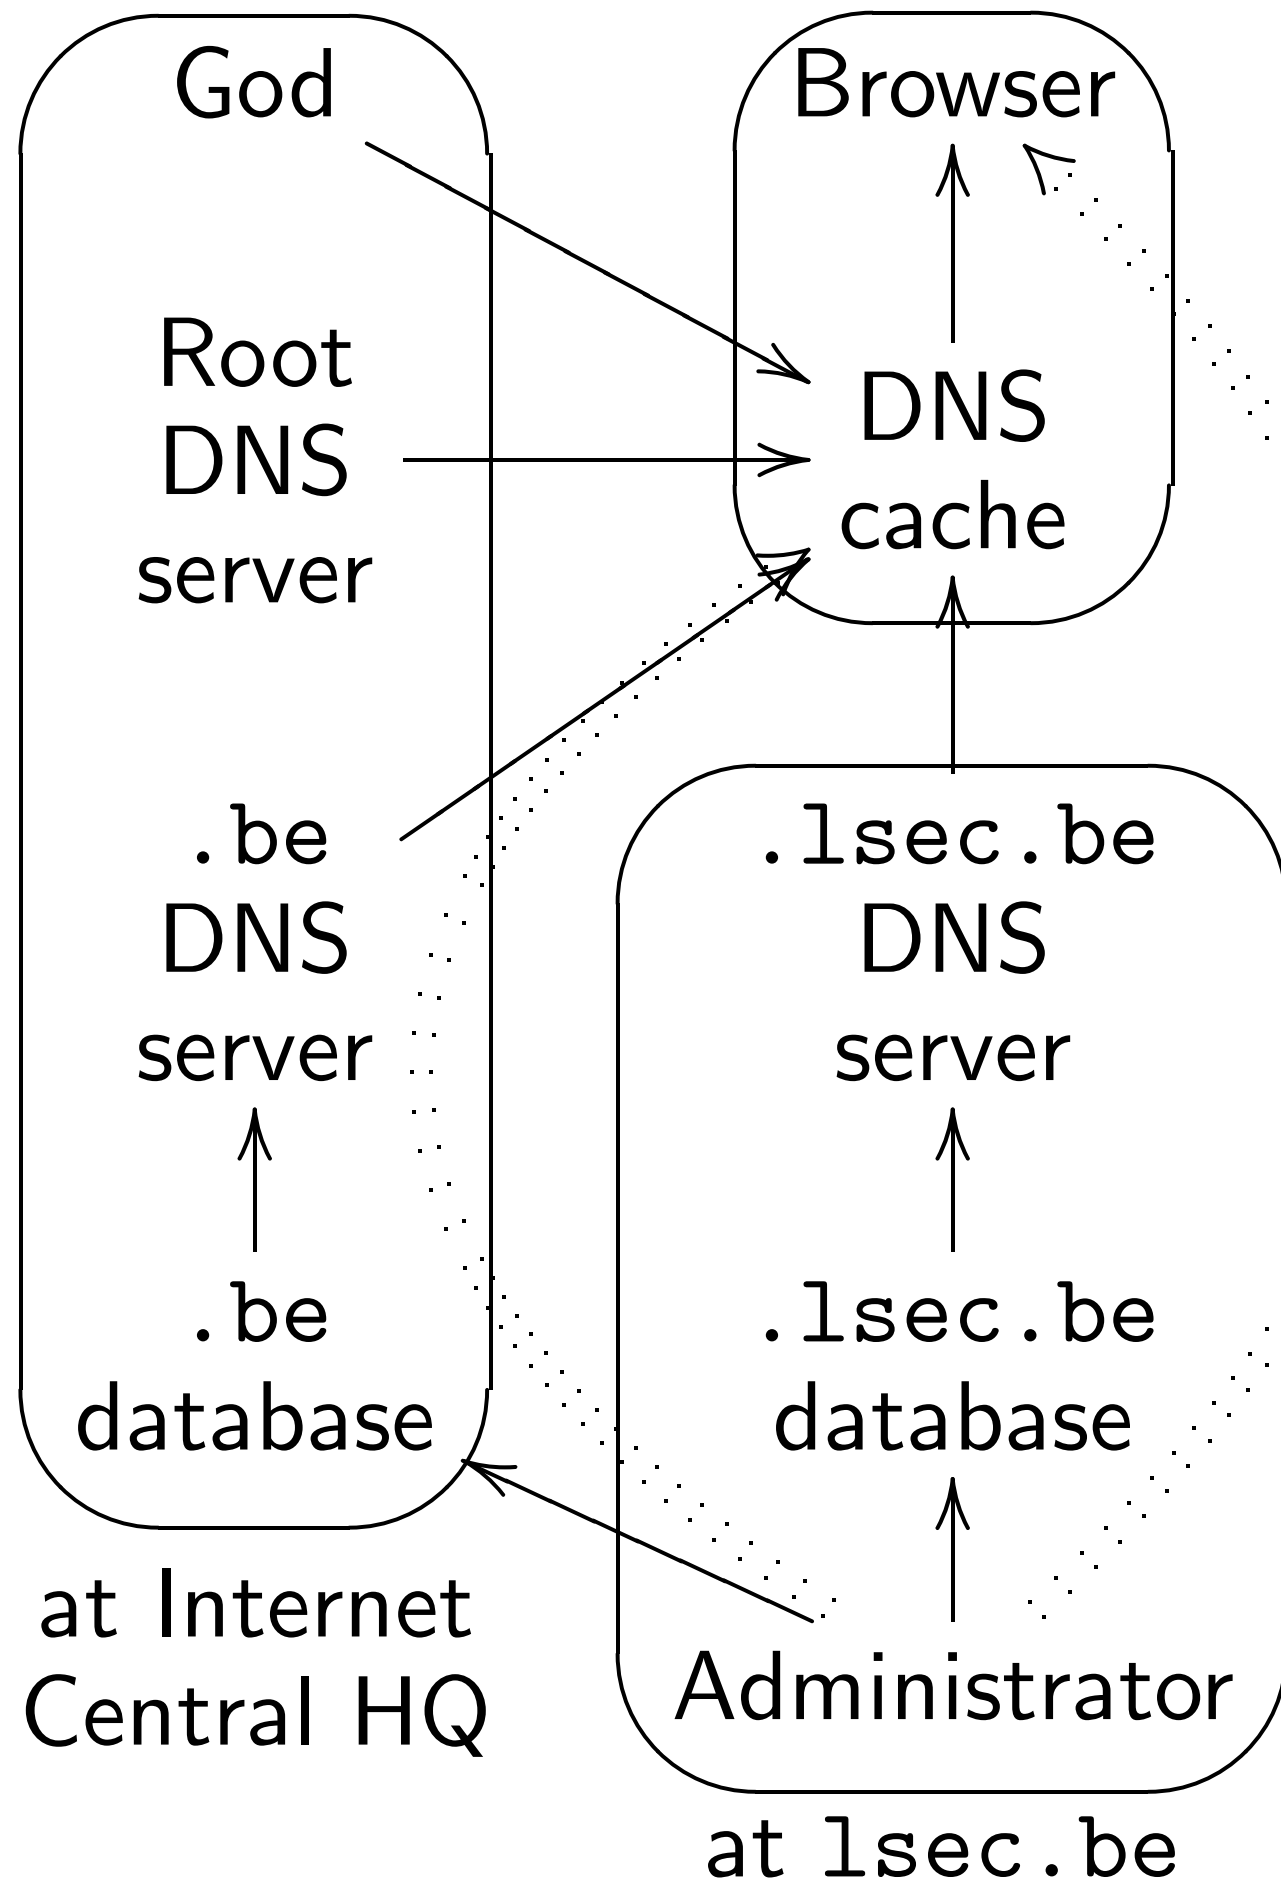 God
Root
DNS
server
.be
DNS
server
.be
database
at Internet
Central HQ
Browser
DNS
cache
.lsec.be
DNS
server
.lsec.be
database
Administrator
at lsec.be